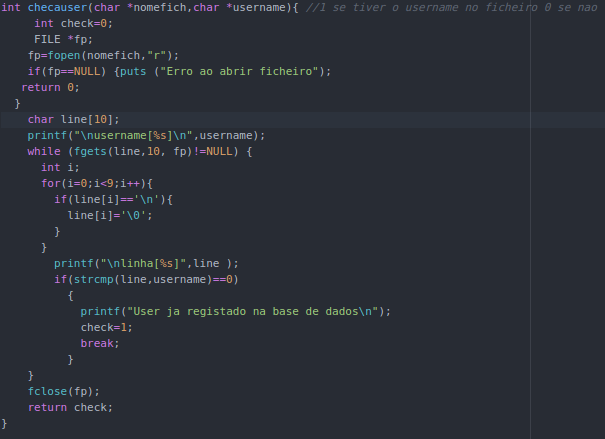 int checauser(char *nomefich,char *username){ //1 se tiver o username no ficheiro 0 se nao
int check=0;
FILE *fp;
fp=fopen(nomefich,"r");
if(fp==NULL) {puts ("Erro ao abrir ficheiro");
return 0;
}
char line[10];
printf("\nusername[%s]\n",username);
while (fgets(line,10, fp)!=NULL) {
int i;
for(i=0;i<9;i++){
if(line[i]=='\n'){
line[i]='\0';
}
}
printf("\nlinha[%s]",line );
if(strcmp(line,username)==0)
{
printf("User ja registado na base de dados\n");
check=1;
break;
}
}
fclose(fp);
return check;
}